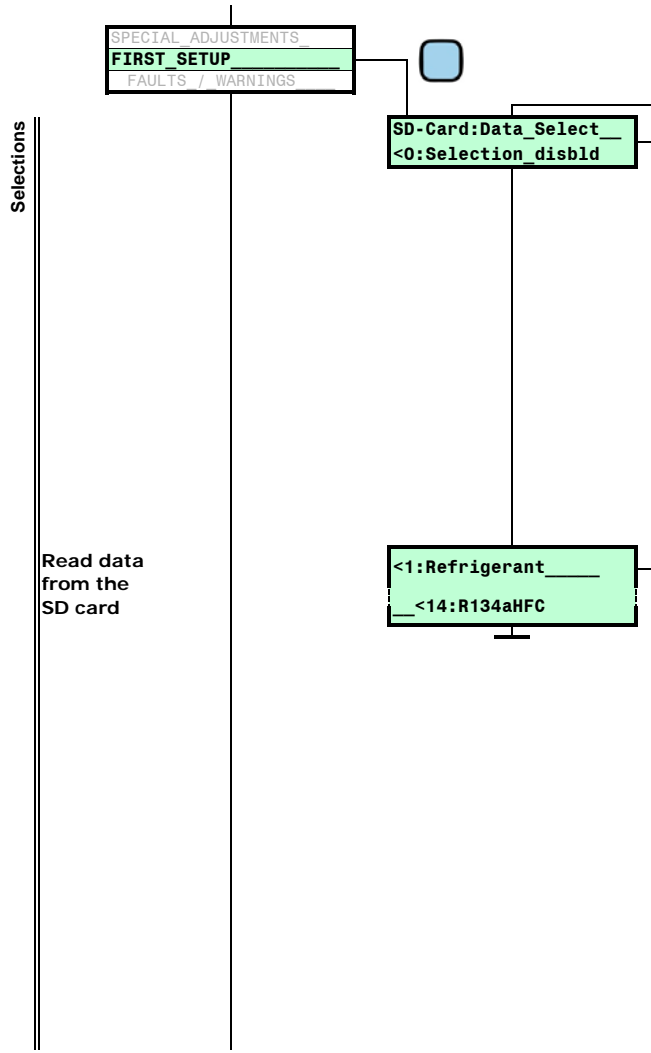 SPECIAL_ADJUSTMENTS_
FIRST_SETUP__________
FAULTS_/_WARNINGS____
Selections
SD-Card:Data_Select__
<0:Selection_disbld
Read data
from the
SD card
<1:Refrigerant_____
__<14:R134aHFC